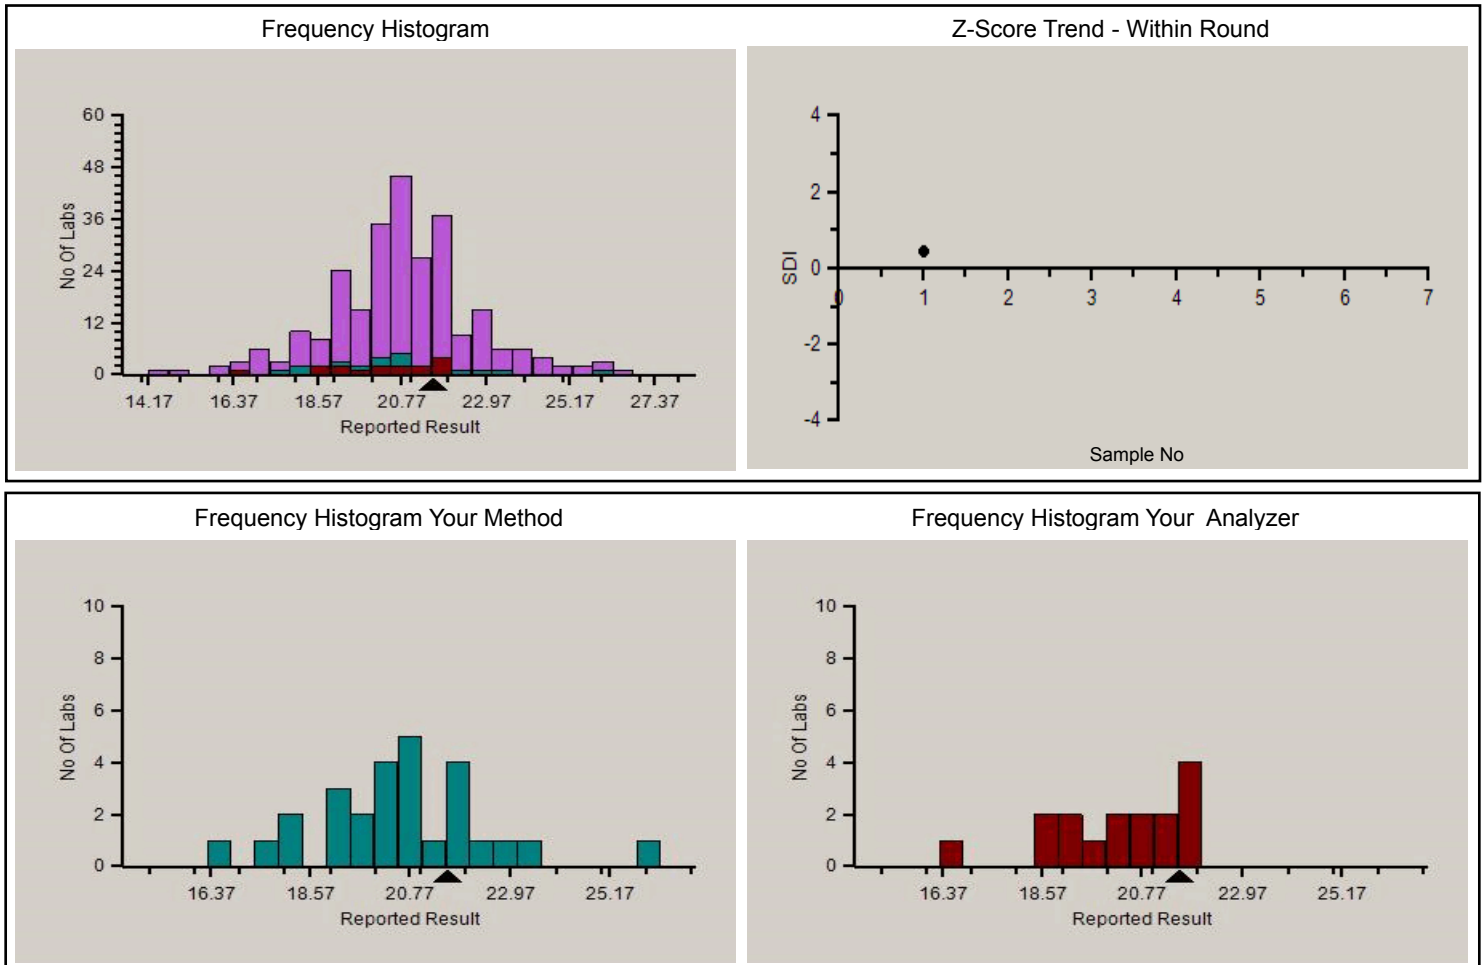 Frequency Histogram
60
48
36
24
12
0
No Of Labs
14.17 16.37 18.57 20.77 22.97 25.17 27.37
Reported Result
Z-Score Trend - Within Round
4
2
0
-2
-4
SDI
0 1 2 3 4 5 6 7
Sample No
Frequency Histogram Your Method
10
8
6
4
2
0
No Of Labs
16.37 18.57 20.77 22.97 25.17
Reported Result
Frequency Histogram Your Analyzer
10
8
6
4
2
0
No Of Labs
16.37 18.57 20.77 22.97 25.17
Reported Result